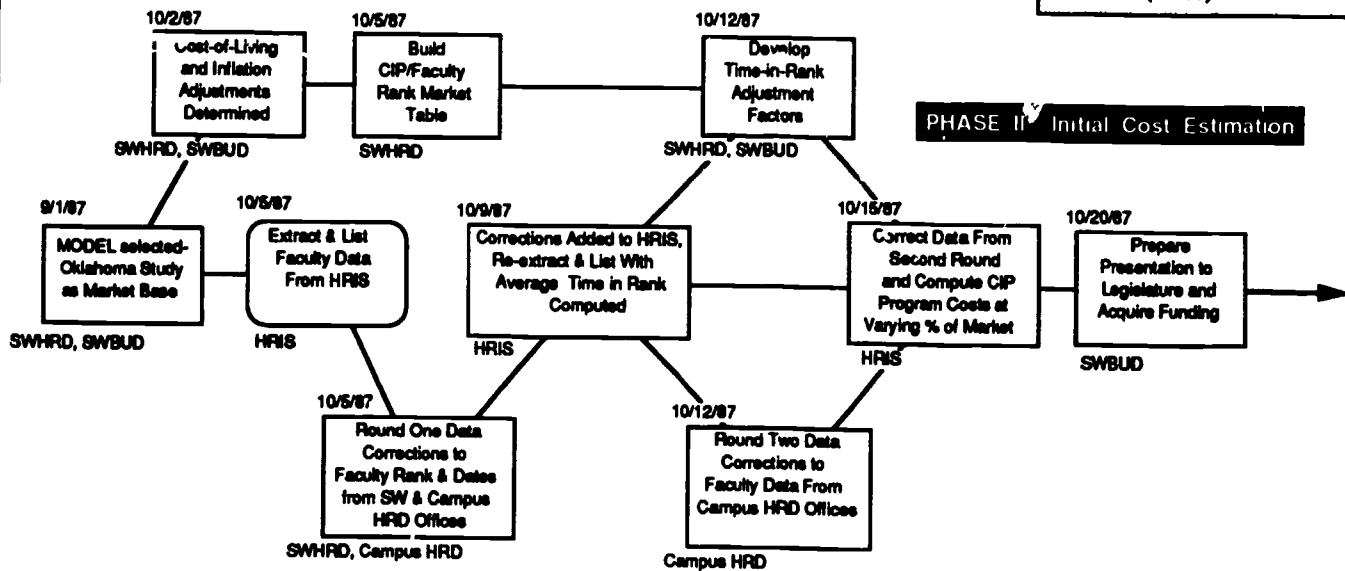 10/2/87
Cost-of-Living
and Inflation
Adjustments
Determined
SWHRD, SWBUD
10/5/87
Build
CIP/Faculty
Rank Market
Table
SWHRD
10/12/87
Develop
Time-in-Rank
Adjustment
Factors
SWHRD, SWBUD
PHASE II Initial Cost Estimation
9/1/87
MODEL selected-
Oklahoma Study
as Market Base
SWHRD, SWBUD
10/5/87
Extract & List
Faculty Data
From HRIS
HRIS
10/9/87
Corrections Added to HRIS,
Re-extract & List With
Average Time in Rank
Computed
HRIS
10/15/87
Correct Data From
Second Round
and Compute CIP
Program Costs at
Varying % of Market
HRIS
10/20/87
Prepare
Presentation to
Legislature and
Acquire Funding
SWBUD
10/5/87
Round One Data
Corrections to
Faculty Rank & Dates
from SW & Campus
HRD Offices
SWHRD, Campus HRD
10/12/87
Round Two Data
Corrections to
Faculty Data From
Campus HRD Offices
Campus HRD